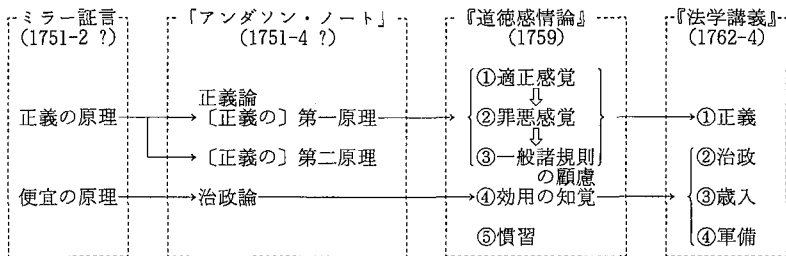 ミラー証言
(1751-2 ?)
「アンダソン・ノート」
(1751-4 ?)
『道徳感情論』
(1759)
『法学講義』
(1762-4)
正義の原理
便宜の原理
正義論
〔正義の〕第一原理
〔正義の〕第二原理
治政論
①適正感覚
②罪悪感覚
③一般諸規則
の顧慮
④効用の知覚
⑤慣習
①正義
②治政
③歳入
④軍備